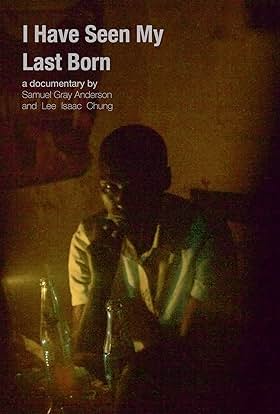 I Have Seen My
Last Born
a documentary by
Samuel Gray Anderson
and Lee Isaac Chung